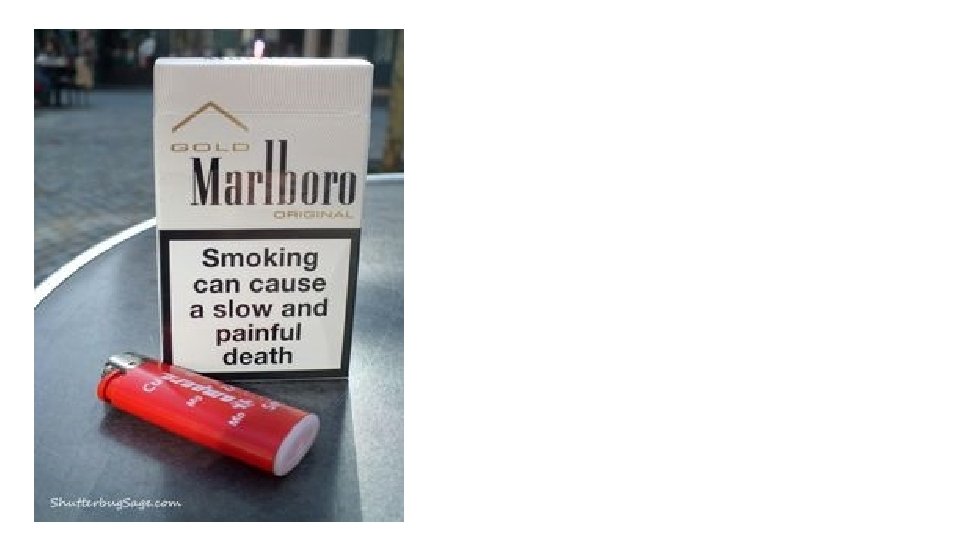 GOLD
Marlboro
ORIGINAL
Smoking
can cause
a slow and
painful
death
ShutterbugSage.com